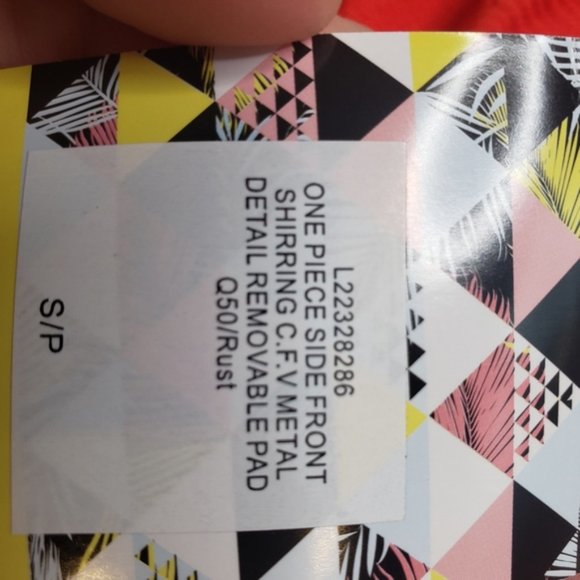 L22328286
ONE PIECE SIDE FRONT
SHIRRING C.F.V METAL
DETAIL REMOVABLE PAD
Q50/Rust
S/P